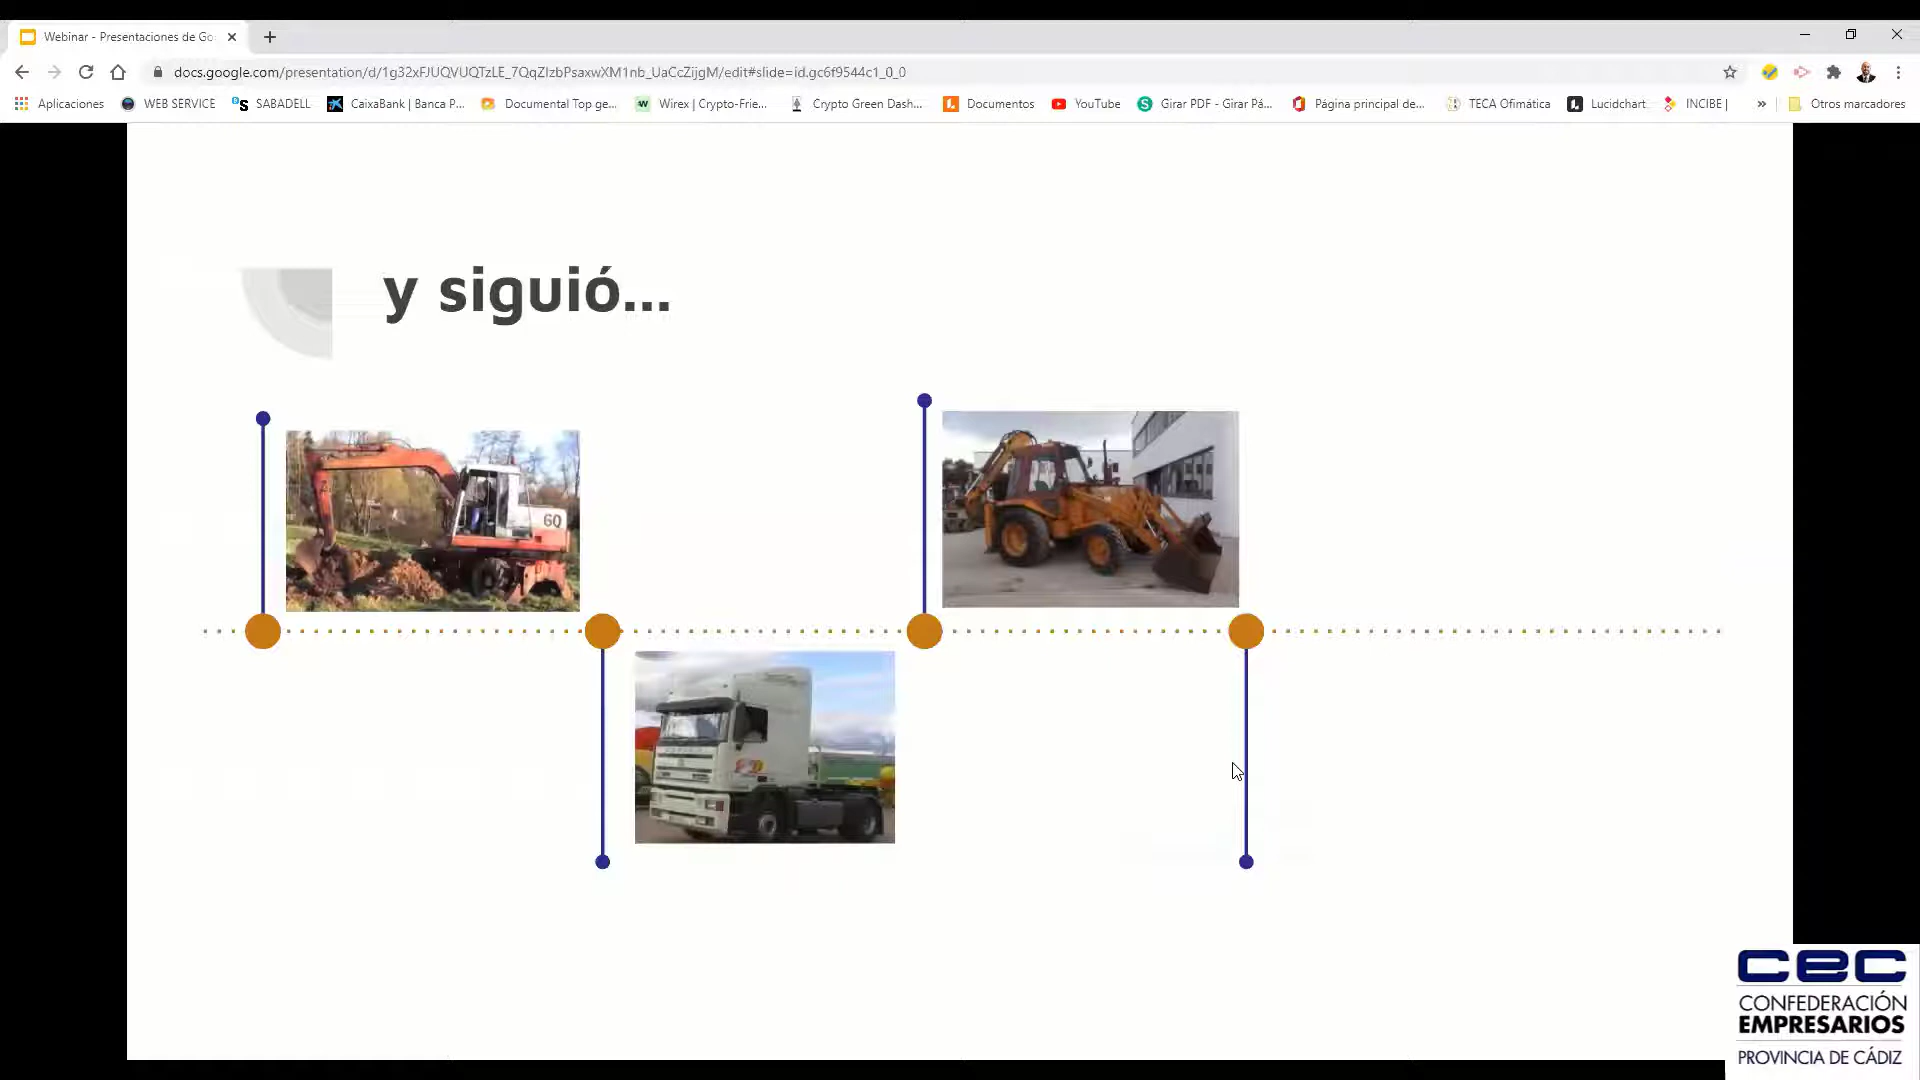 Webinar - Presentaciones de Go
docs.google.com/presentation/d/1g32xFJUQVUQTzLE_7QqZIzbPsaxwXM1nb_UaCcZijgM/edit#slide=id.gc6f9544c1_0_0
Aplicaciones WEB SERVICE SABADELL CaixaBank | Banca P... Documental Top ge... Wirex | Crypto-Frie... Crypto Green Dash... Documentos YouTube Girar PDF - Girar Pá... Página principal de... TECA Ofimática Lucidchart INCIBE | » Otros marcadores
y siguió...
60
cec
CONFEDERACIÓN
EMPRESARIOS
PROVINCIA DE CÁDIZ